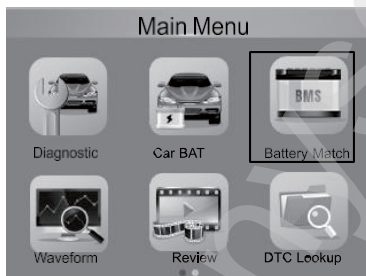 Main Menu
BMS
Diagnostic
Car BAT
Battery Match
Waveform
Review
DTC Lookup